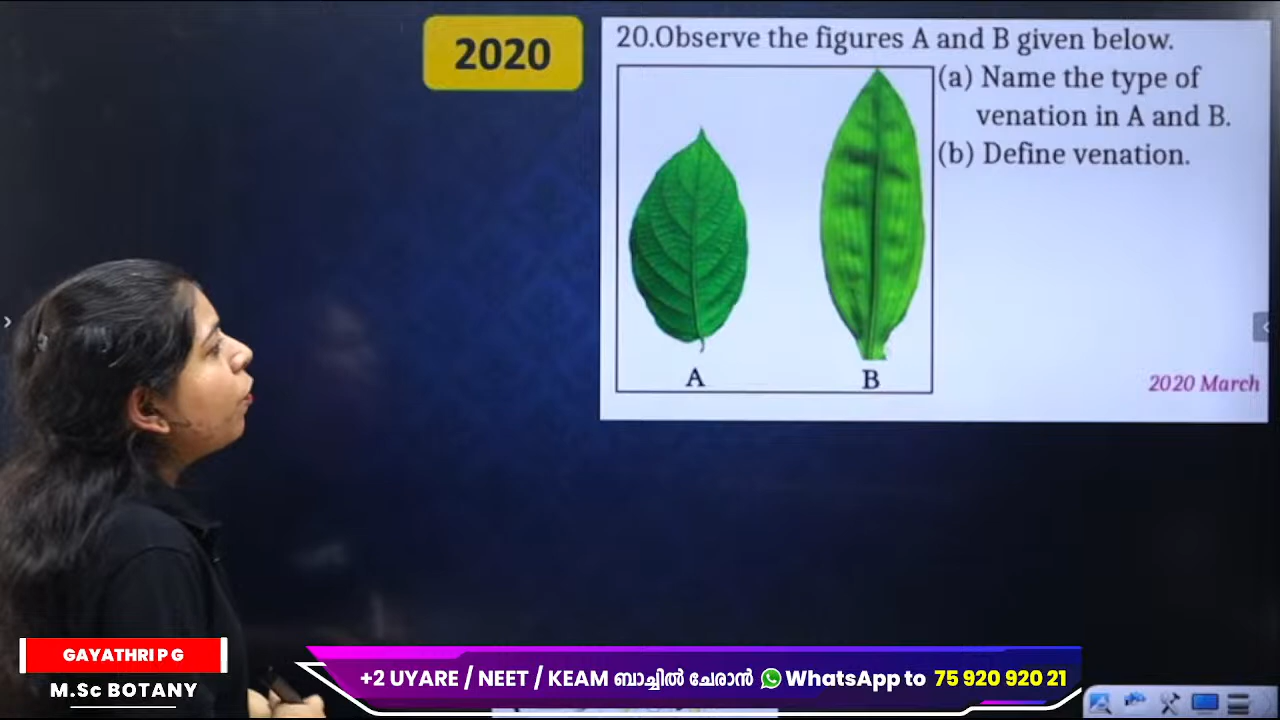 2020
20.Observe the figures A and B given below.
(a) Name the type of
venation in A and B.
(b) Define venation.
A
B
2020 March
GAYATHRI P G
M.Sc BOTANY
+2 UYARE / NEET / KEAM ബാച്ചിൽ ചേരാൻ WhatsApp to 75 920 920 21